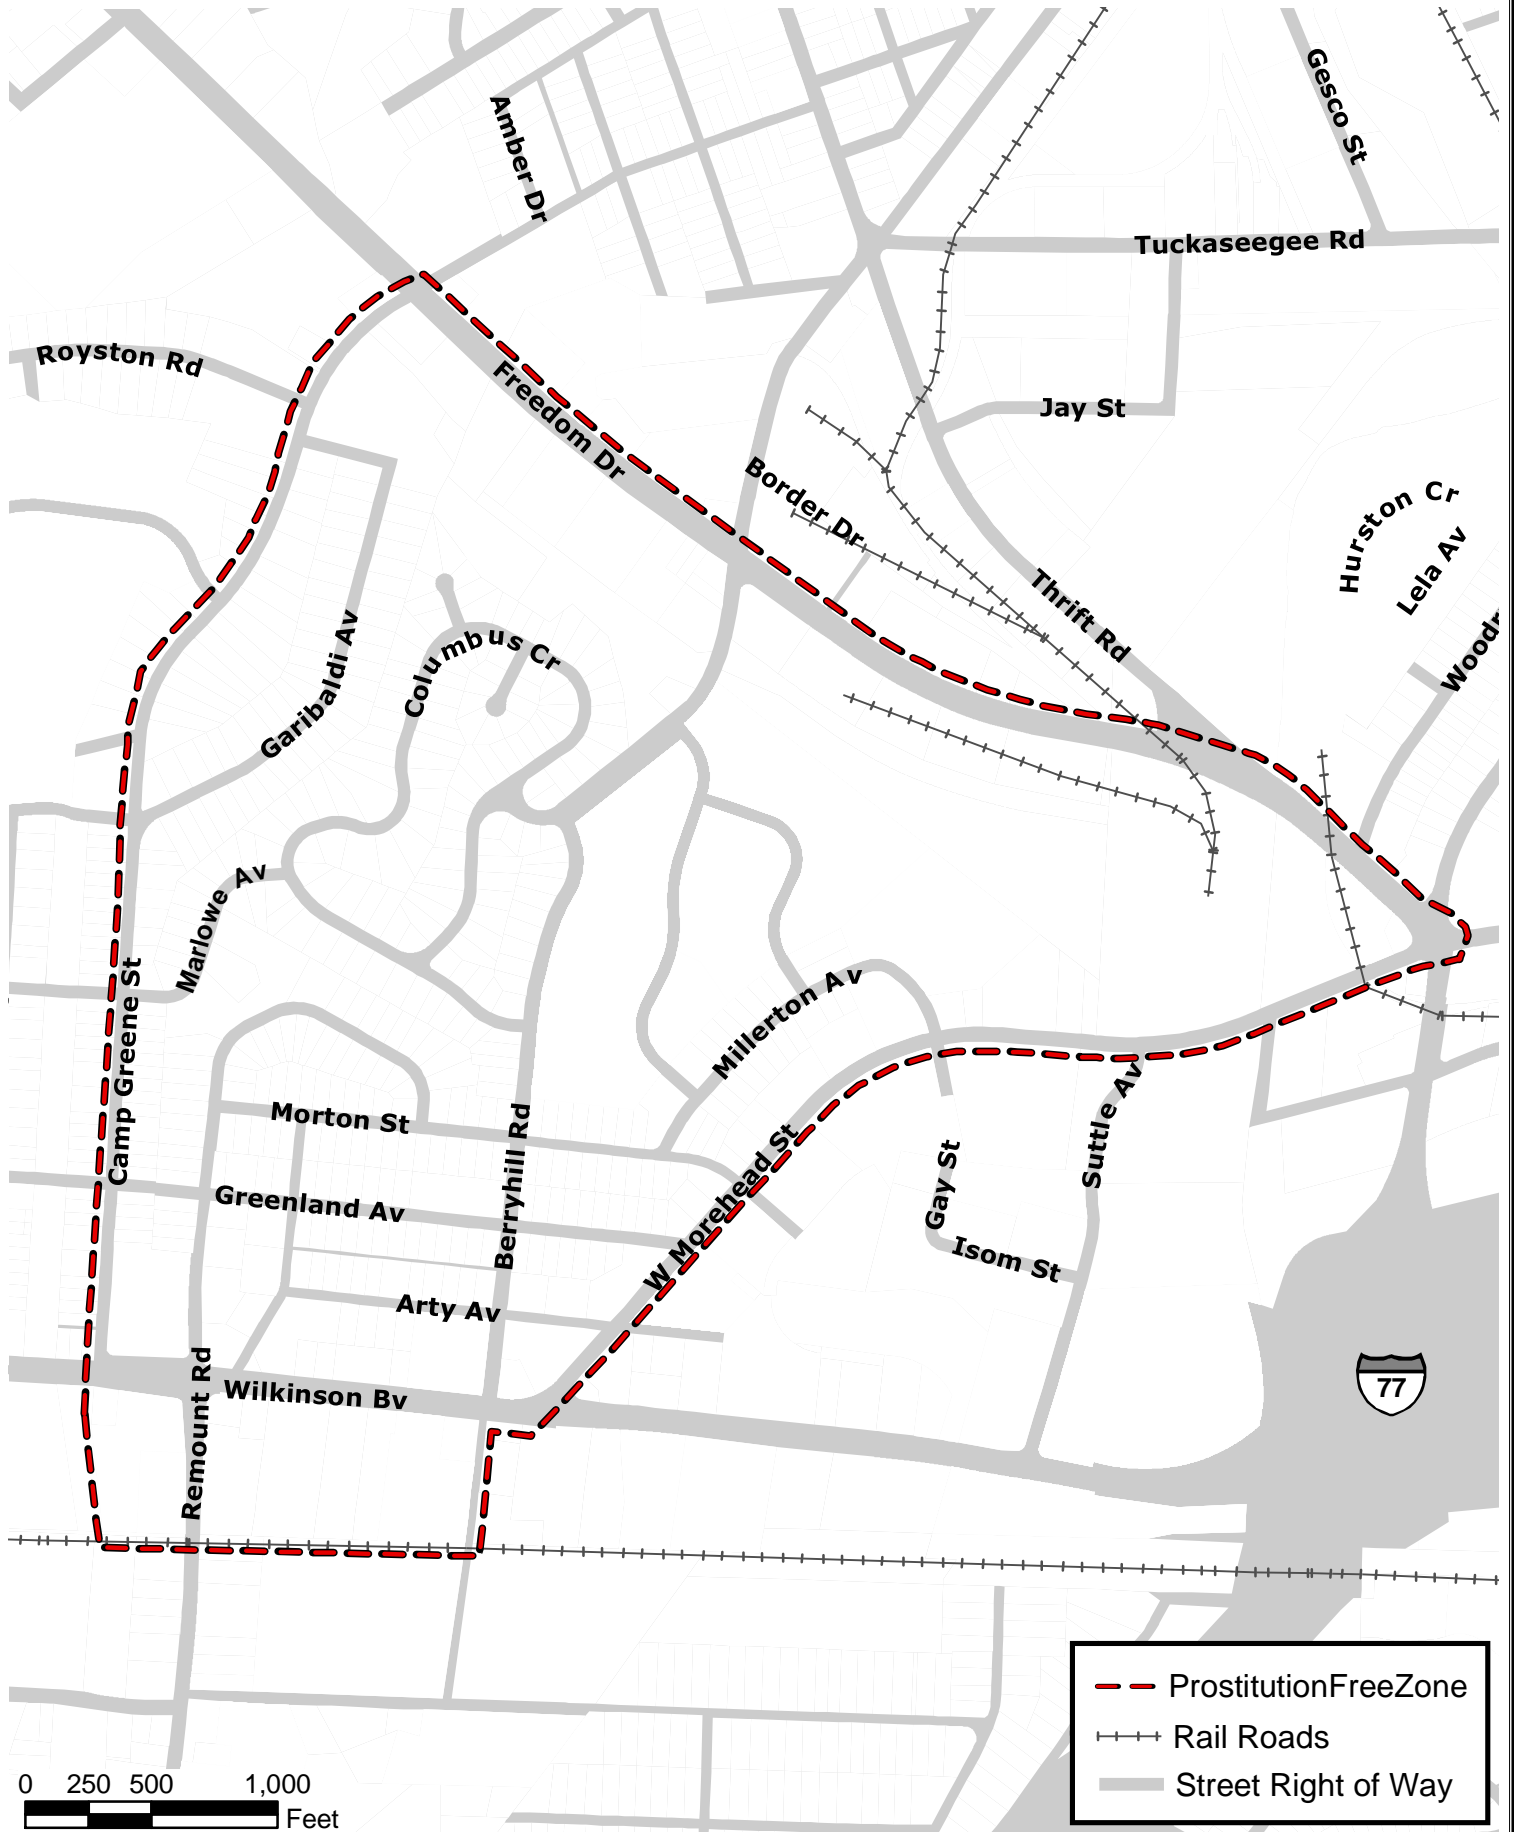 Gesco St
Amber Dr
Tuckaseegee Rd
Royston Rd
Freedom Dr
Jay St
Border Dr
Hurston Cr
Lela Av
Thrift Rd
Woodr
Garibaldi Av
Columbus Cr
Marlowe Av
Camp Greene St
Millerton Av
Morton St
Berryhill Rd
W Morehead St
Suttle Av
Gay St
Greenland Av
Isom St
Arty Av
Remount Rd
Wilkinson Bv
77
ProstitutionFreeZone
Rail Roads
Street Right of Way
0 250 500 1,000
Feet